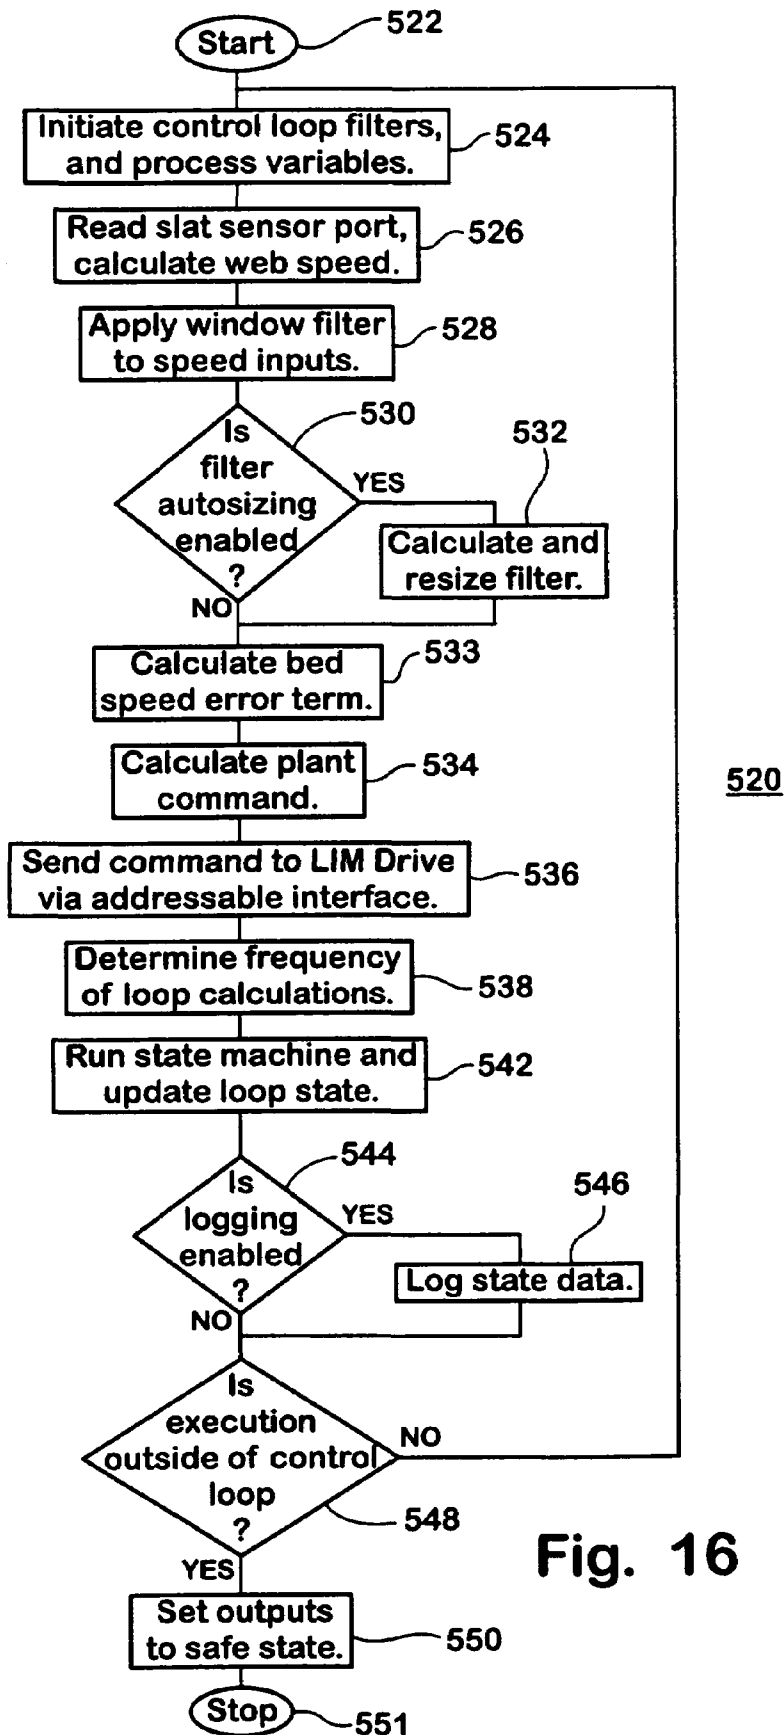 Start
522
Initiate control loop filters,
and process variables.
524
Read slat sensor port,
calculate web speed.
526
Apply window filter
to speed inputs.
528
Is
filter
autosizing
enabled
?
530
YES
532
Calculate and
resize filter.
NO
Calculate bed
speed error term.
533
Calculate plant
command.
534
520
Send command to LIM Drive
via addressable interface.
536
Determine frequency
of loop calculations.
538
Run state machine and
update loop state.
542
Is
logging
enabled
?
544
YES
546
Log state data.
NO
Is
execution
outside of control
loop
?
NO
548
YES
Fig. 16
Set outputs
to safe state.
550
Stop
551